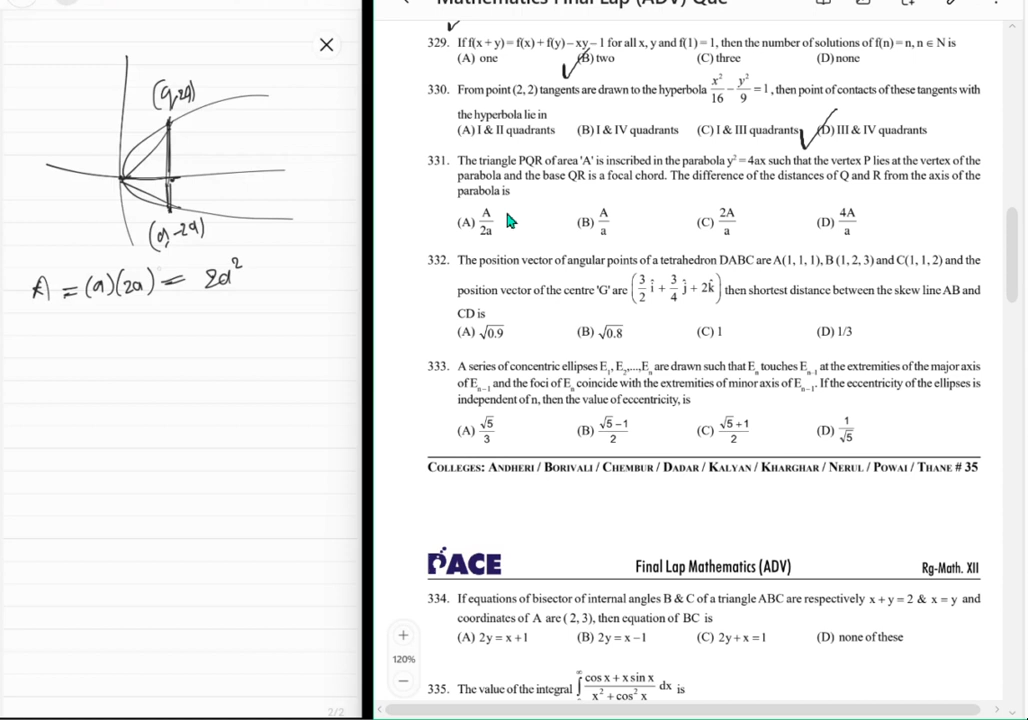 Mathematics Final Lap (ADV) Que
(a, 2a)
(a, -2a)
A = (a)(2a) = 2a²
2/2
329. If f(x + y) = f(x) + f(y) – xy – 1 for all x, y and f(1) = 1, then the number of solutions of f(n) = n, n ∈ N is
(A) one (B) two (C) three (D) none
330. From point (2, 2) tangents are drawn to the hyperbola x²/16 – y²/9 = 1, then point of contacts of these tangents with
the hyperbola lie in
(A) I & II quadrants (B) I & IV quadrants (C) I & III quadrants (D) III & IV quadrants
331. The triangle PQR of area 'A' is inscribed in the parabola y² = 4ax such that the vertex P lies at the vertex of the
parabola and the base QR is a focal chord. The difference of the distances of Q and R from the axis of the
parabola is
(A) A/2a (B) A/a (C) 2A/a (D) 4A/a
332. The position vector of angular points of a tetrahedron DABC are A(1, 1, 1), B (1, 2, 3) and C(1, 1, 2) and the
position vector of the centre 'G' are (3/2 î + 3/4 ĵ + 2k̂) then shortest distance between the skew line AB and
CD is
(A) √0.9 (B) √0.8 (C) 1 (D) 1/3
333. A series of concentric ellipses E₁, E₂,...,Eₙ are drawn such that Eₙ touches Eₙ₋₁ at the extremities of the major axis
of Eₙ₋₁ and the foci of Eₙ coincide with the extremities of minor axis of Eₙ₋₁. If the eccentricity of the ellipses is
independent of n, then the value of eccentricity, is
(A) √5/3 (B) (√5 – 1)/2 (C) (√5 + 1)/2 (D) 1/√5
COLLEGES: ANDHERI / BORIVALI / CHEMBUR / DADAR / KALYAN / KHARGHAR / NERUL / POWAI / THANE # 35
PACE Final Lap Mathematics (ADV) Rg-Math. XII
334. If equations of bisector of internal angles B & C of a triangle ABC are respectively x + y = 2 & x = y and
coordinates of A are ( 2, 3), then equation of BC is
(A) 2y = x + 1 (B) 2y = x – 1 (C) 2y + x = 1 (D) none of these
120%
335. The value of the integral ∫ (cos x + x sin x)/(x² + cos² x) dx is